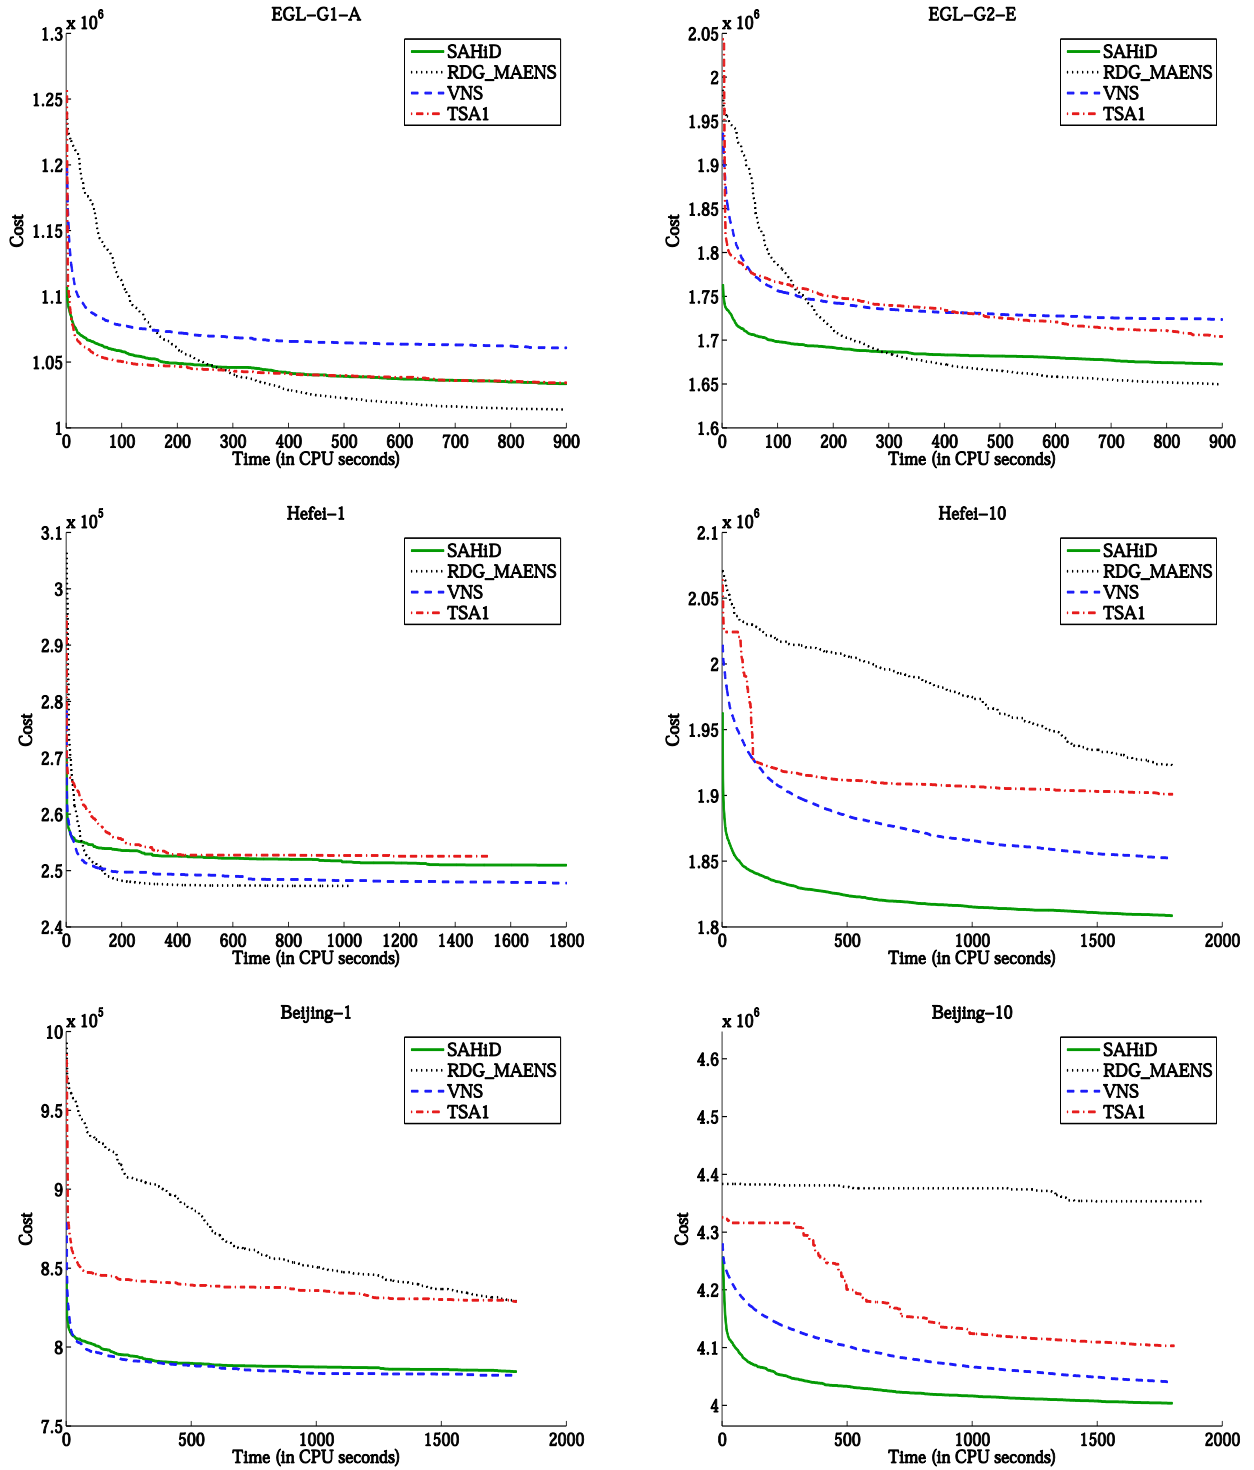 EGL-G1-A
x 10^6
1.3
1.25
1.2
1.15
1.1
1.05
1
Cost
0 100 200 300 400 500 600 700 800 900
Time (in CPU seconds)
SAHiD
RDG_MAENS
VNS
TSA1
EGL-G2-E
x 10^6
2.05
2
1.95
1.9
1.85
1.8
1.75
1.7
1.65
1.6
Cost
0 100 200 300 400 500 600 700 800 900
Time (in CPU seconds)
SAHiD
RDG_MAENS
VNS
TSA1
Hefei-1
x 10^5
3.1
3
2.9
2.8
2.7
2.6
2.5
2.4
Cost
0 200 400 600 800 1000 1200 1400 1600 1800
Time (in CPU seconds)
SAHiD
RDG_MAENS
VNS
TSA1
Hefei-10
x 10^6
2.1
2.05
2
1.95
1.9
1.85
1.8
Cost
0 500 1000 1500 2000
Time (in CPU seconds)
SAHiD
RDG_MAENS
VNS
TSA1
Beijing-1
x 10^5
10
9.5
9
8.5
8
7.5
Cost
0 500 1000 1500 2000
Time (in CPU seconds)
SAHiD
RDG_MAENS
VNS
TSA1
Beijing-10
x 10^6
4.6
4.5
4.4
4.3
4.2
4.1
4
Cost
0 500 1000 1500 2000
Time (in CPU seconds)
SAHiD
RDG_MAENS
VNS
TSA1